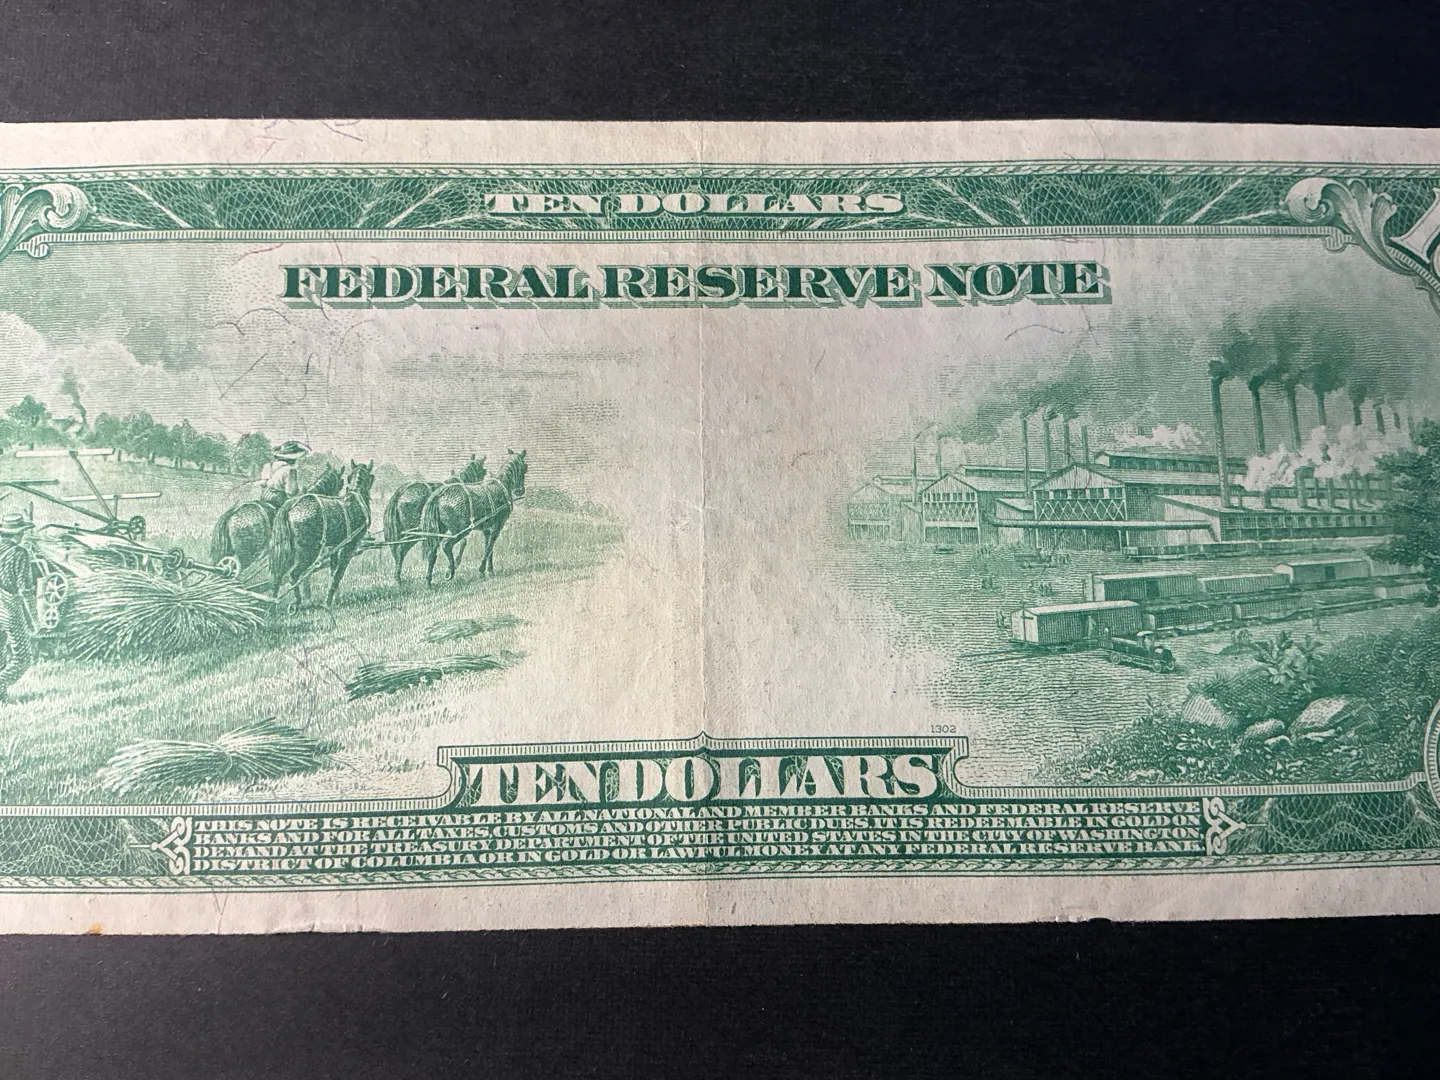 TEN DOLLARS
FEDERAL RESERVE NOTE
1302
TEN DOLLARS
THIS NOTE IS RECEIVABLE BY ALL NATIONAL AND MEMBER BANKS AND FEDERAL RESERVE
BANKS AND FOR ALL TAXES, CUSTOMS AND OTHER PUBLIC DUES. IT IS REDEEMABLE IN GOLD ON
DEMAND AT THE TREASURY DEPARTMENT OF THE UNITED STATES IN THE CITY OF WASHINGTON
DISTRICT OF COLUMBIA OR IN GOLD OR LAWFUL MONEY AT ANY FEDERAL RESERVE BANK